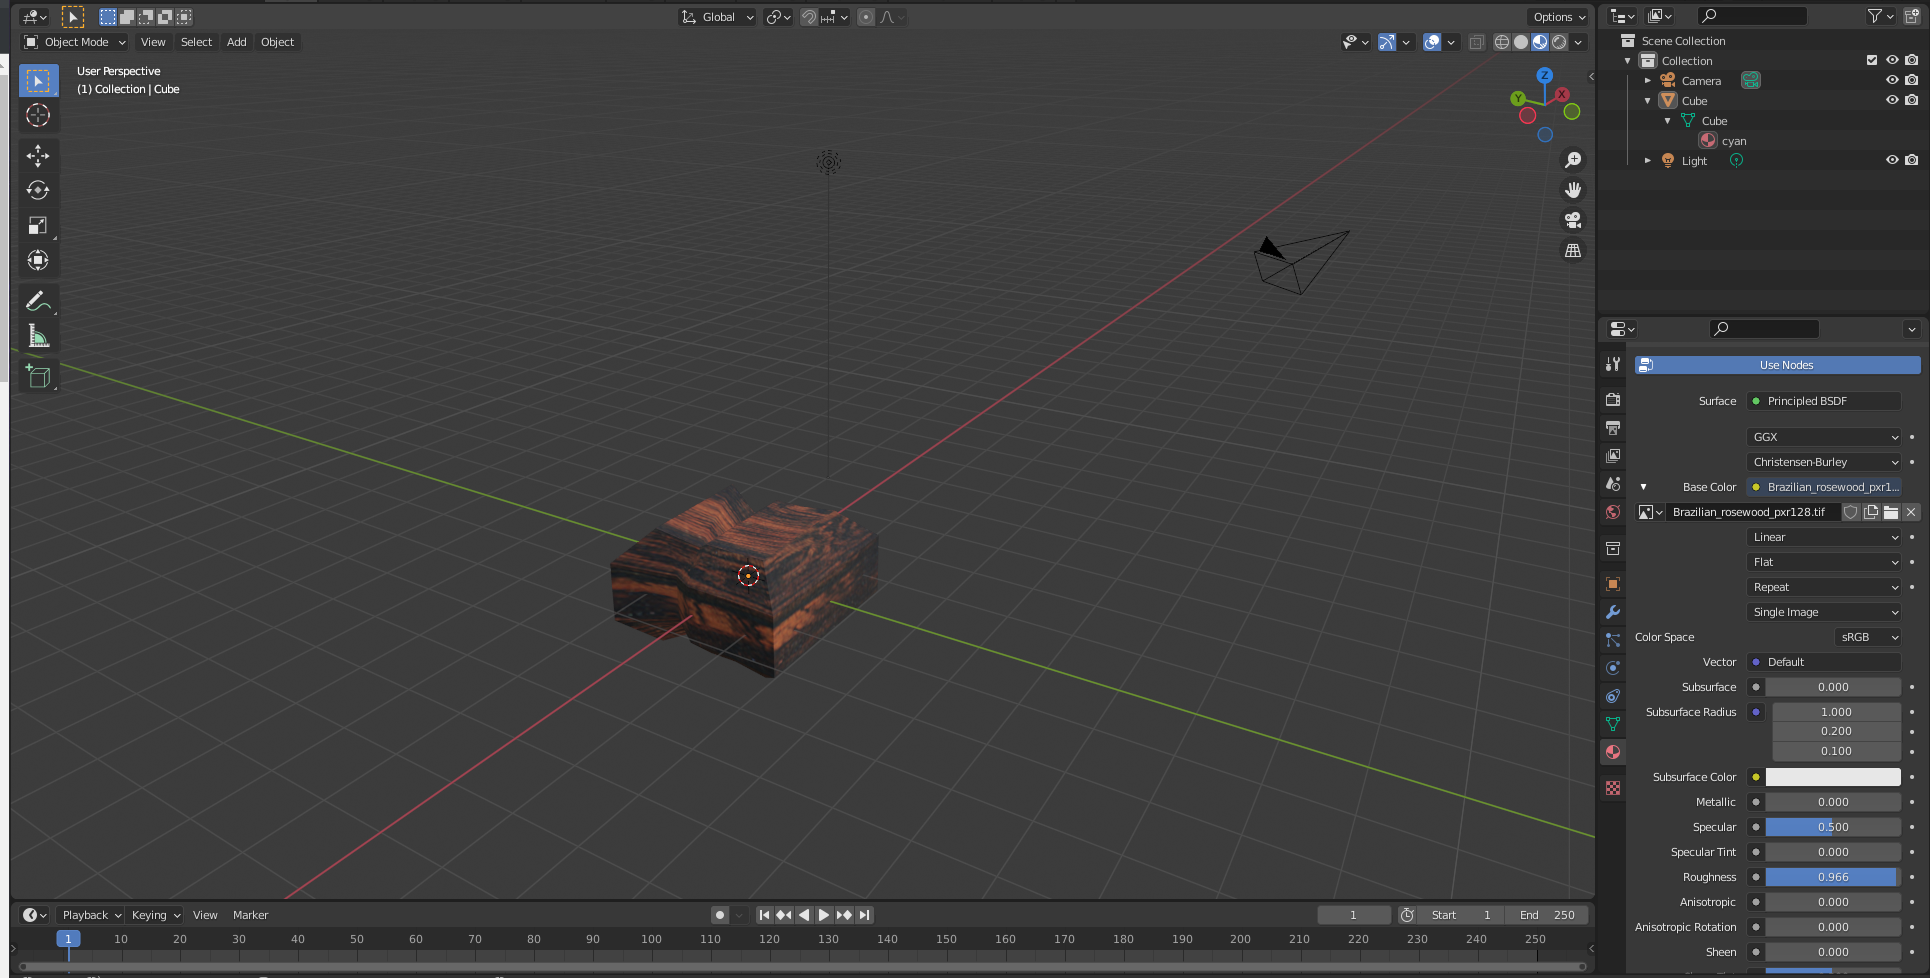 Global
Options
Object Mode
View
Select
Add
Object
User Perspective
(1) Collection | Cube
Z
Y
X
Scene Collection
Collection
Camera
Cube
Cube
cyan
Light
Use Nodes
Surface
Principled BSDF
GGX
Christensen-Burley
Base Color
Brazilian_rosewood_pxr1...
Brazilian_rosewood_pxr128.tif
Linear
Flat
Repeat
Single Image
Color Space
sRGB
Vector
Default
Subsurface
0.000
Subsurface Radius
1.000
0.200
0.100
Subsurface Color
Metallic
0.000
Specular
0.500
Specular Tint
0.000
Roughness
0.966
Anisotropic
0.000
Anisotropic Rotation
0.000
Sheen
0.000
Playback
Keying
View
Marker
1
Start 1
End 250
1 10 20 30 40 50 60 70 80 90 100 110 120 130 140 150 160 170 180 190 200 210 220 230 240 250